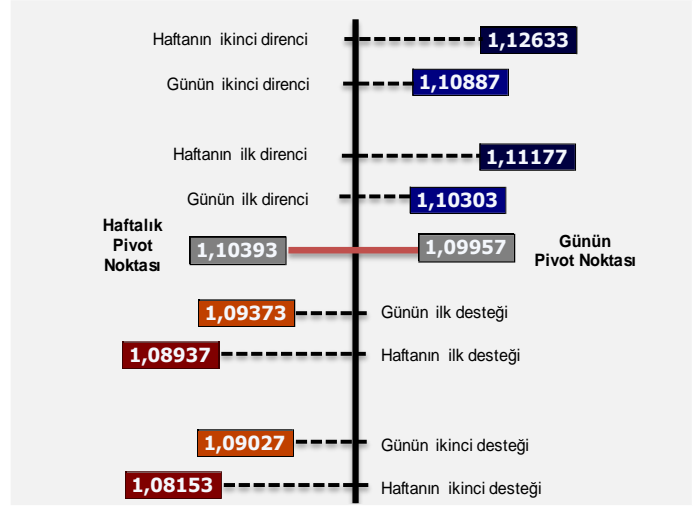 Haftanın ikinci direnci 1,12633
Günün ikinci direnci 1,10887
Haftanın ilk direnci 1,11177
Günün ilk direnci 1,10303
Haftalık
Pivot
Noktası
1,10393
1,09957
Günün
Pivot Noktası
1,09373 Günün ilk desteği
1,08937 Haftanın ilk desteği
1,09027 Günün ikinci desteği
1,08153 Haftanın ikinci desteği